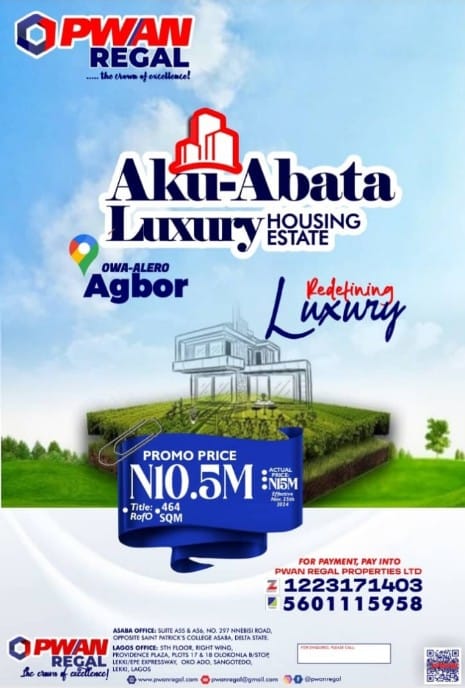 PWAN
REGAL
..... the crown of excellence!
Aku-Abata
Luxury HOUSING
ESTATE
OWA-ALERO
Agbor
Redefining
Luxury
PROMO PRICE
N10.5M
ACTUAL
PRICE:
N15M
Effective
Nov. 25th
2024
Title: 464
RofO SQM
FOR PAYMENT, PAY INTO
PWAN REGAL PROPERTIES LTD
1223171403
5601115958
ASABA OFFICE: SUITE A55 & A56, NO. 297 NNEBISI ROAD,
OPPOSITE SAINT PATRICK'S COLLEGE ASABA, DELTA STATE.
LAGOS OFFICE: 5TH FLOOR, RIGHT WING,
PROVIDENCE PLAZA, PLOTS 17 & 18 OLOKONLA B/STOP,
LEKKI/EPE EXPRESSWAY, OKO ADO, SANGOTEDO,
LEKKI, LAGOS
FOR ENQUIRIES, PLEASE CALL:
PWAN
REGAL
the crown of excellence!
www.pwanregal.com
pwanregal@gmail.com
@pwanregal